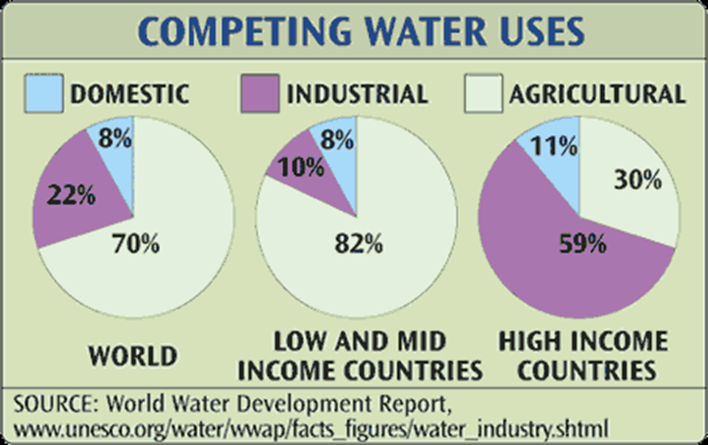 COMPETING WATER USES
DOMESTIC
INDUSTRIAL
AGRICULTURAL
8%
22%
70%
8%
10%
82%
11%
30%
59%
WORLD
LOW AND MID
INCOME COUNTRIES
HIGH INCOME
COUNTRIES
SOURCE: World Water Development Report,
www.unesco.org/water/wwap/facts_figures/water_industry.shtml